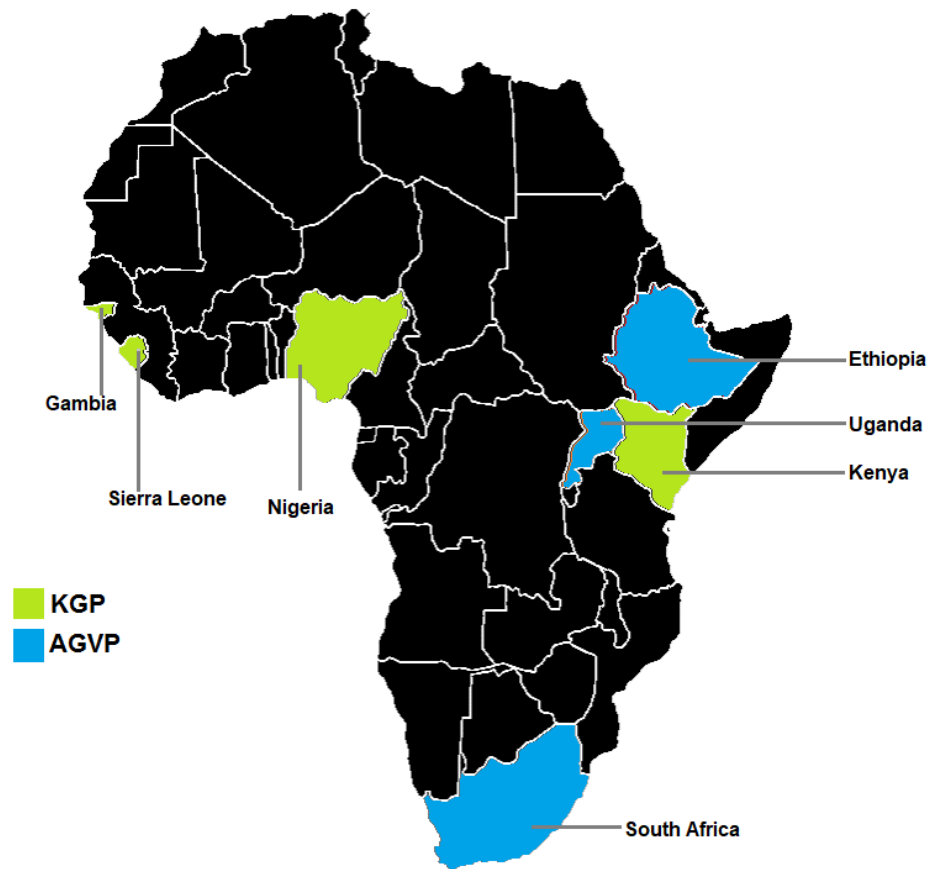 Ethiopia
Gambia
Uganda
Kenya
Sierra Leone
Nigeria
KGP
AGVP
South Africa